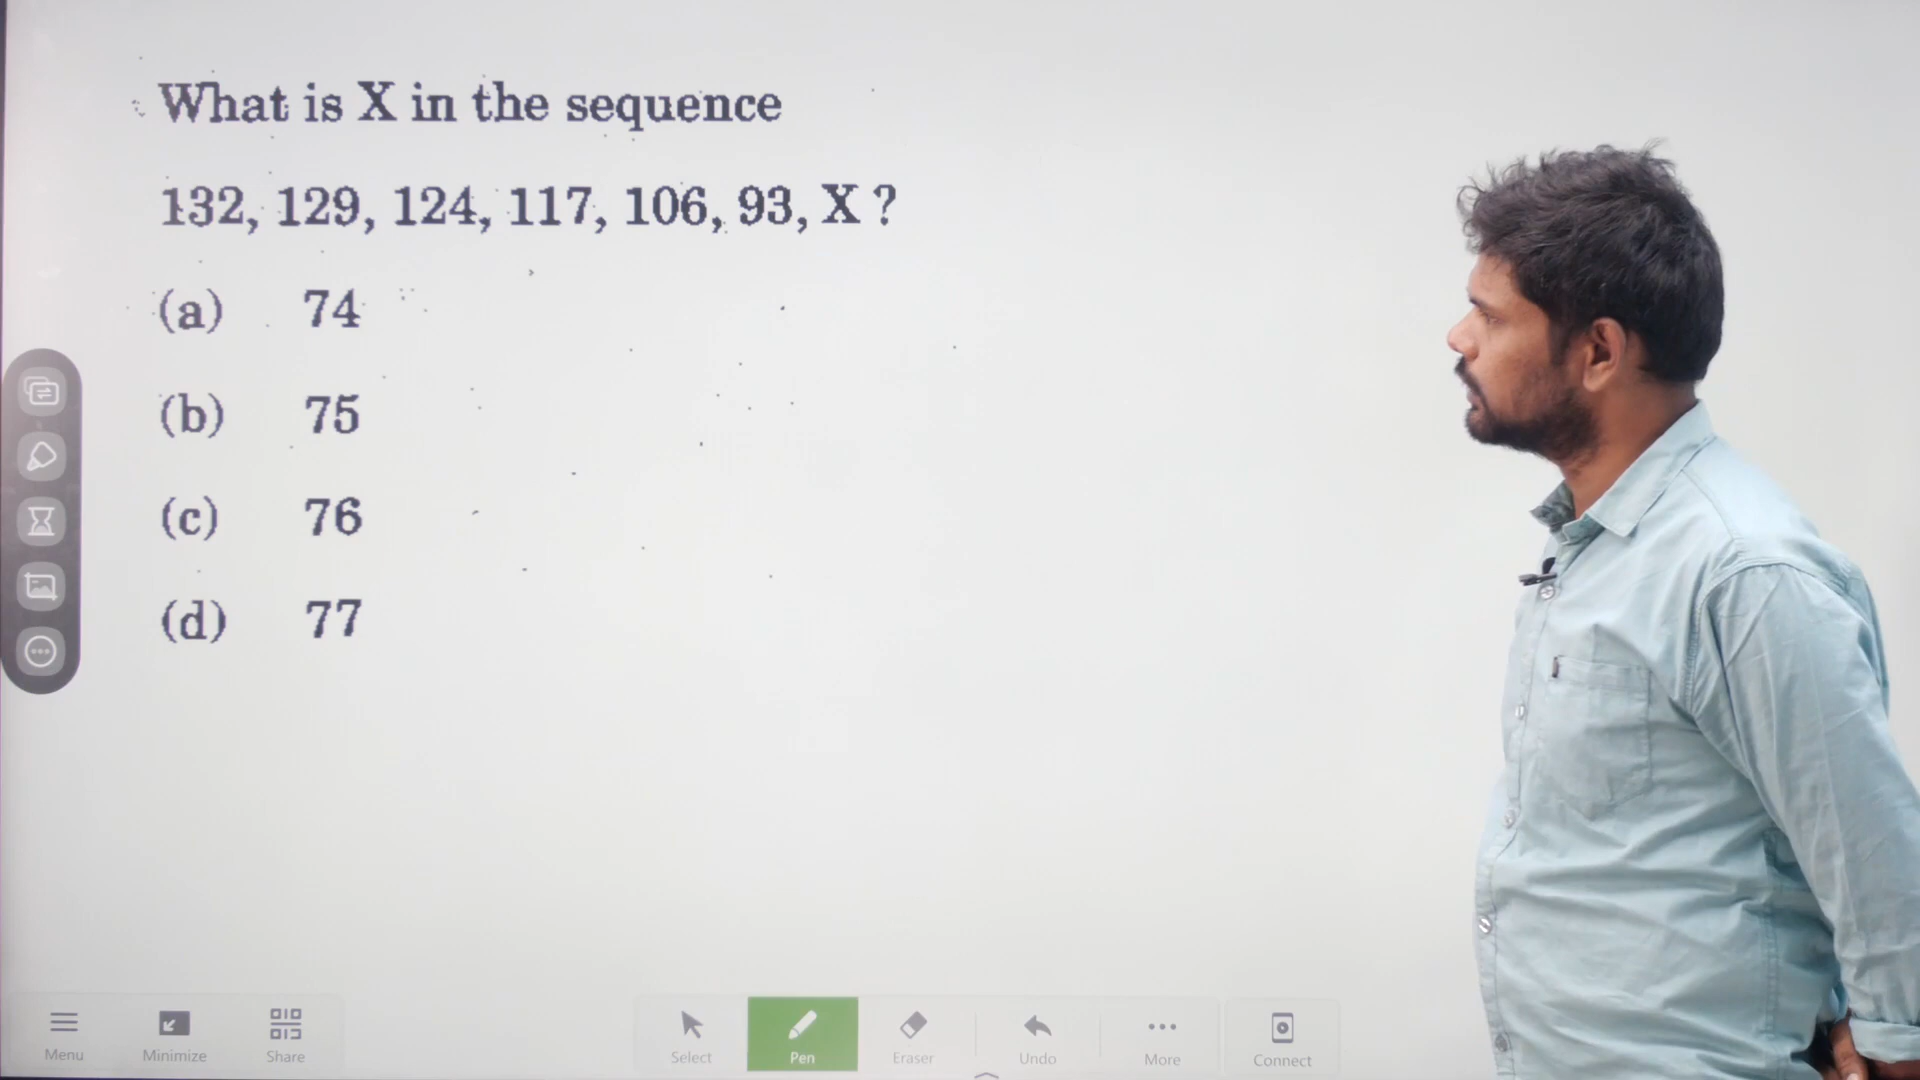 What is X in the sequence
132, 129, 124, 117, 106, 93, X ?
(a) 74
(b) 75
(c) 76
(d) 77
Menu
Minimize
Share
Select
Pen
Eraser
Undo
More
Connect